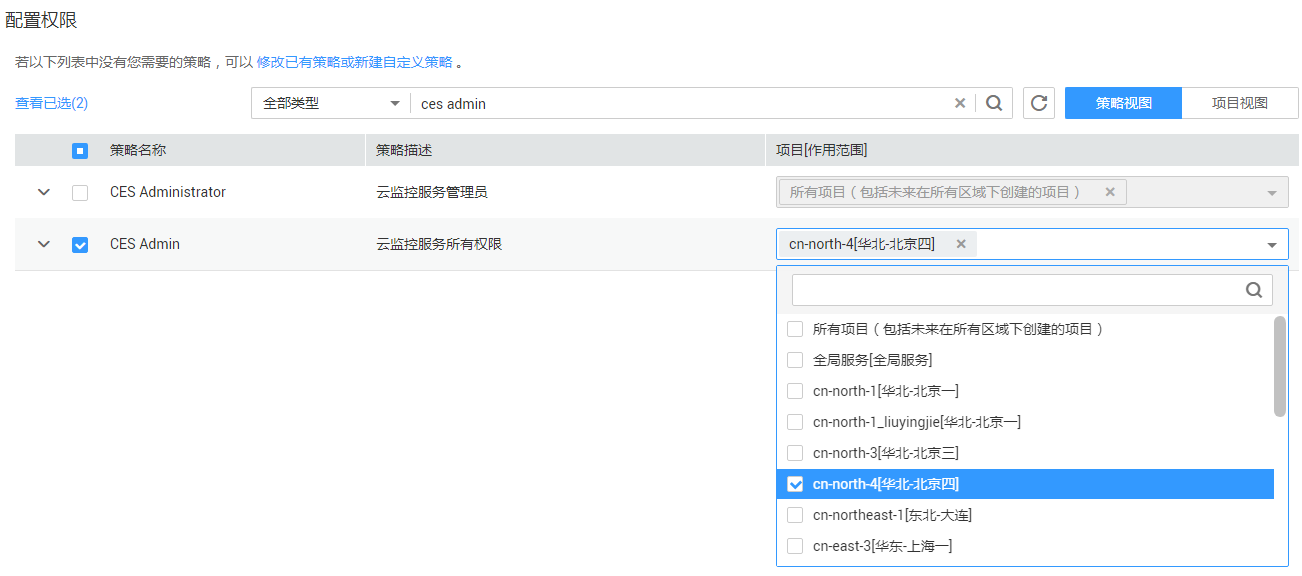 配置权限
若以下列表中没有您需要的策略，可以 修改已有策略或新建自定义策略 。
查看已选(2) 全部类型 ces admin 策略视图 项目视图
策略名称 策略描述 项目[作用范围]
CES Administrator 云监控服务管理员 所有项目（包括未来在所有区域下创建的项目）
CES Admin 云监控服务所有权限 cn-north-4[华北-北京四]
所有项目（包括未来在所有区域下创建的项目）
全局服务[全局服务]
cn-north-1[华北-北京一]
cn-north-1_liuyingjie[华北-北京一]
cn-north-3[华北-北京三]
cn-north-4[华北-北京四]
cn-northeast-1[东北-大连]
cn-east-3[华东-上海一]